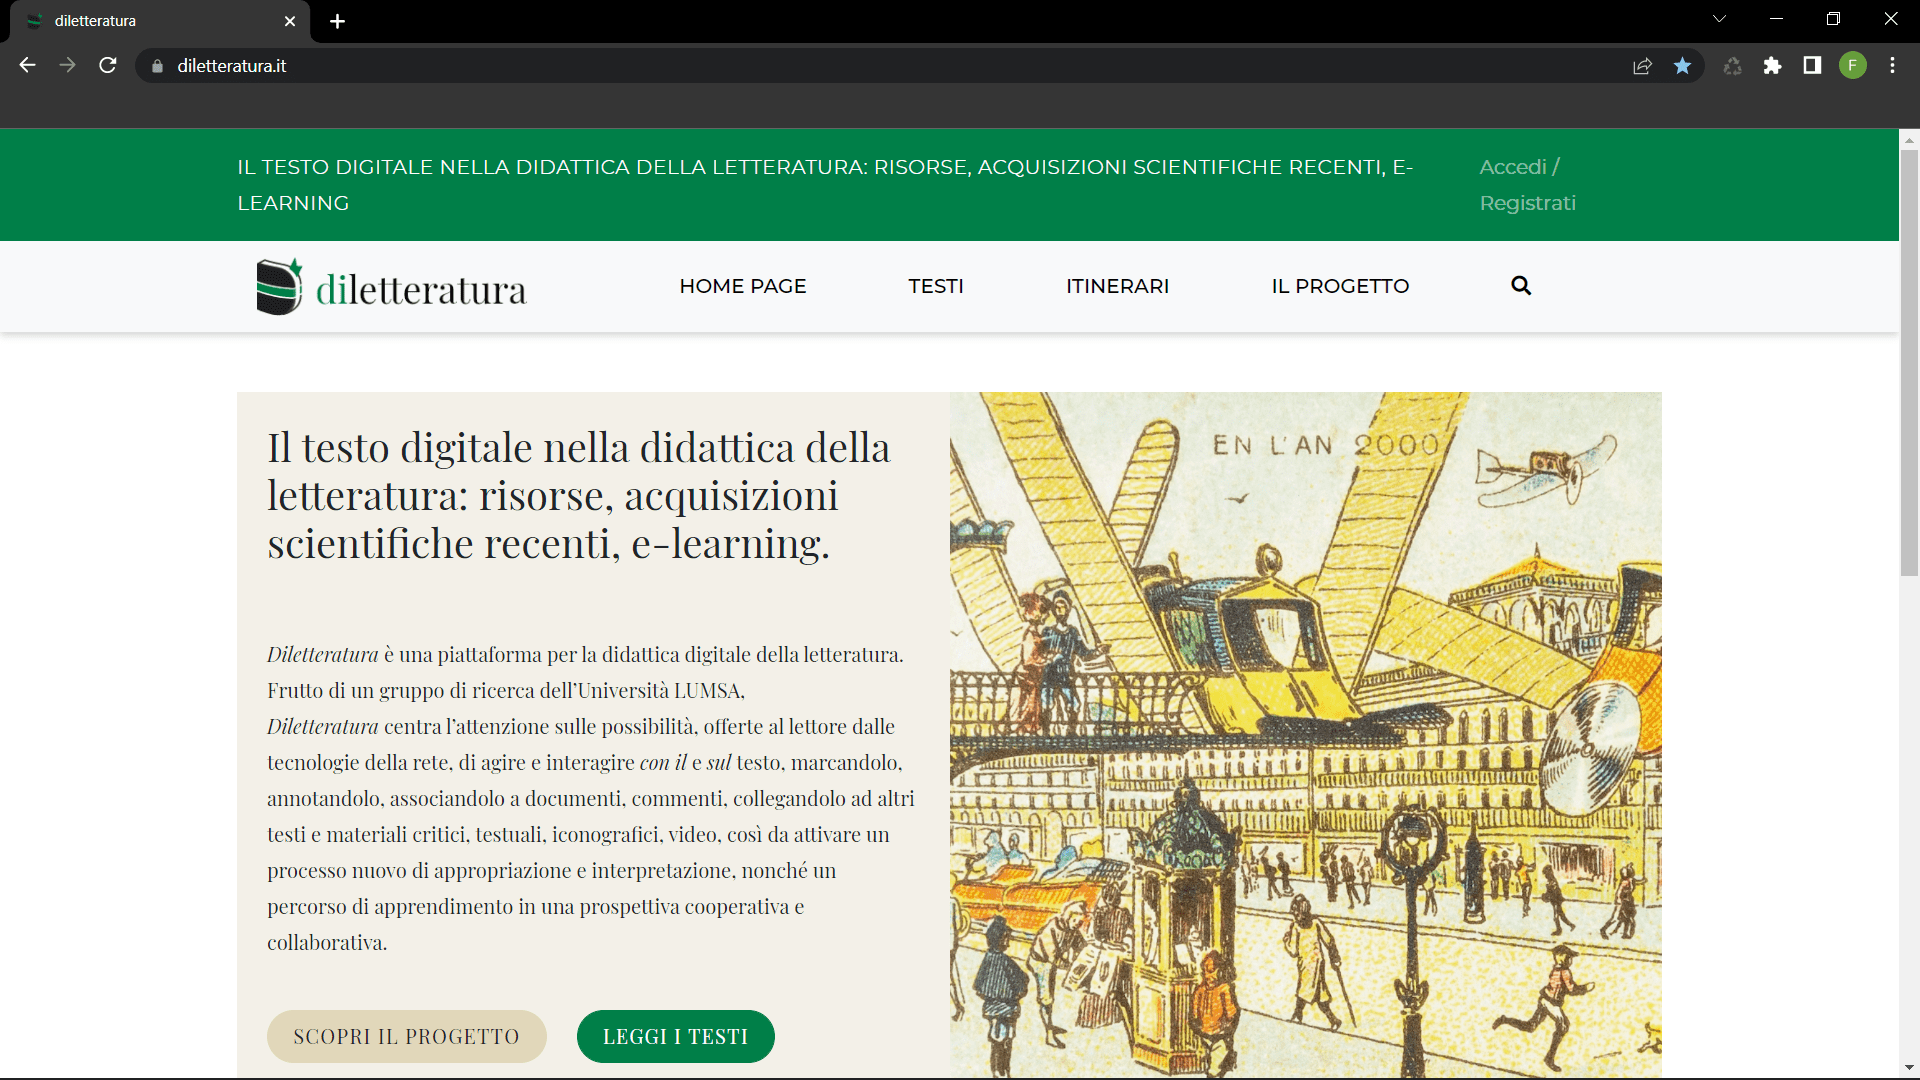 diletteratura
diletteratura.it
F
IL TESTO DIGITALE NELLA DIDATTICA DELLA LETTERATURA: RISORSE, ACQUISIZIONI SCIENTIFICHE RECENTI, E-
LEARNING
Accedi /
Registrati
diletteratura
HOME PAGE
TESTI
ITINERARI
IL PROGETTO
Il testo digitale nella didattica della
letteratura: risorse, acquisizioni
scientifiche recenti, e-learning.
EN L'AN 2000
Diletteratura è una piattaforma per la didattica digitale della letteratura.
Frutto di un gruppo di ricerca dell’Università LUMSA,
Diletteratura centra l’attenzione sulle possibilità, offerte al lettore dalle
tecnologie della rete, di agire e interagire con il e sul testo, marcandolo,
annotandolo, associandolo a documenti, commenti, collegandolo ad altri
testi e materiali critici, testuali, iconografici, video, così da attivare un
processo nuovo di appropriazione e interpretazione, nonché un
percorso di apprendimento in una prospettiva cooperativa e
collaborativa.
SCOPRI IL PROGETTO
LEGGI I TESTI